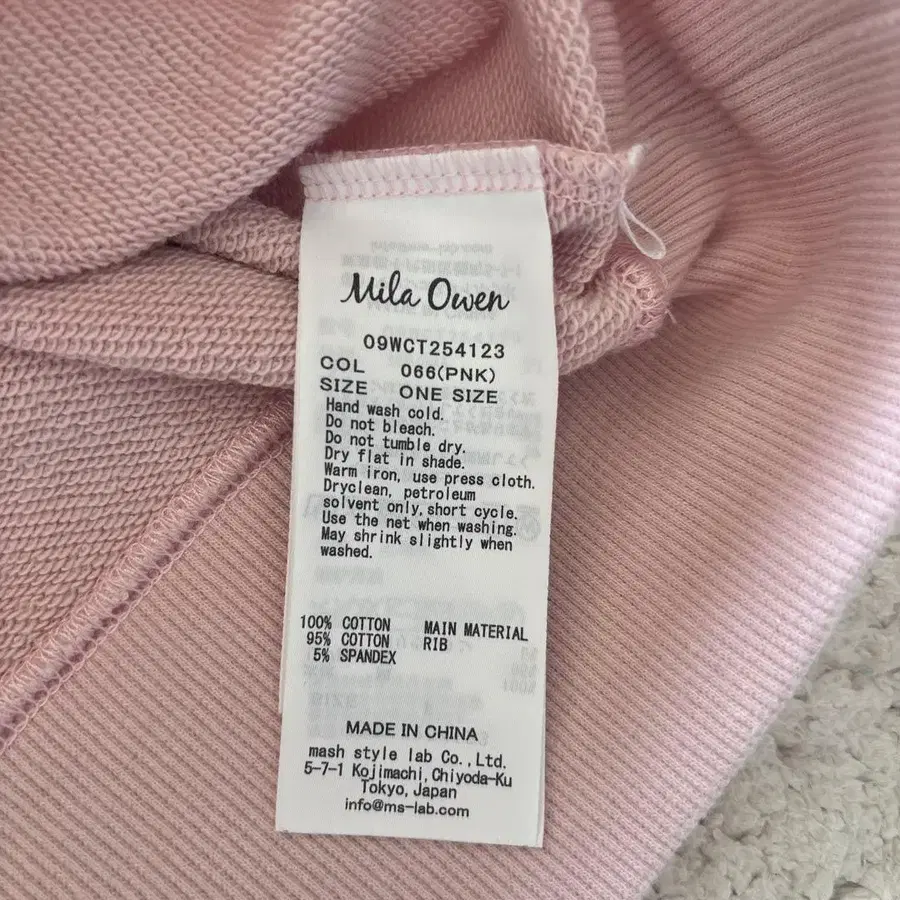 Mila Owen
09WCT254123
COL 066(PNK)
SIZE ONE SIZE
Hand wash cold.
Do not bleach.
Do not tumble dry.
Dry flat in shade.
Warm iron, use press cloth.
Dryclean, petroleum
solvent only, short cycle.
Use the net when washing.
May shrink slightly when
washed.
100% COTTON MAIN MATERIAL
95% COTTON RIB
5% SPANDEX
MADE IN CHINA
mash style lab Co., Ltd.
5-7-1 Kojimachi, Chiyoda-Ku
Tokyo, Japan
info@ms-lab.com